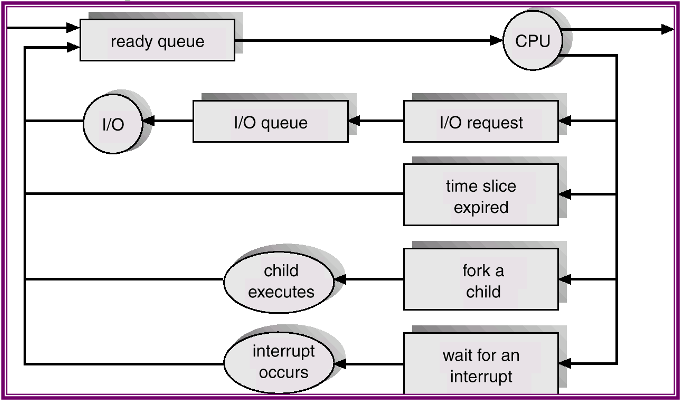 ready queue
CPU
I/O
I/O queue
I/O request
time slice
expired
child
executes
fork a
child
interrupt
occurs
wait for an
interrupt